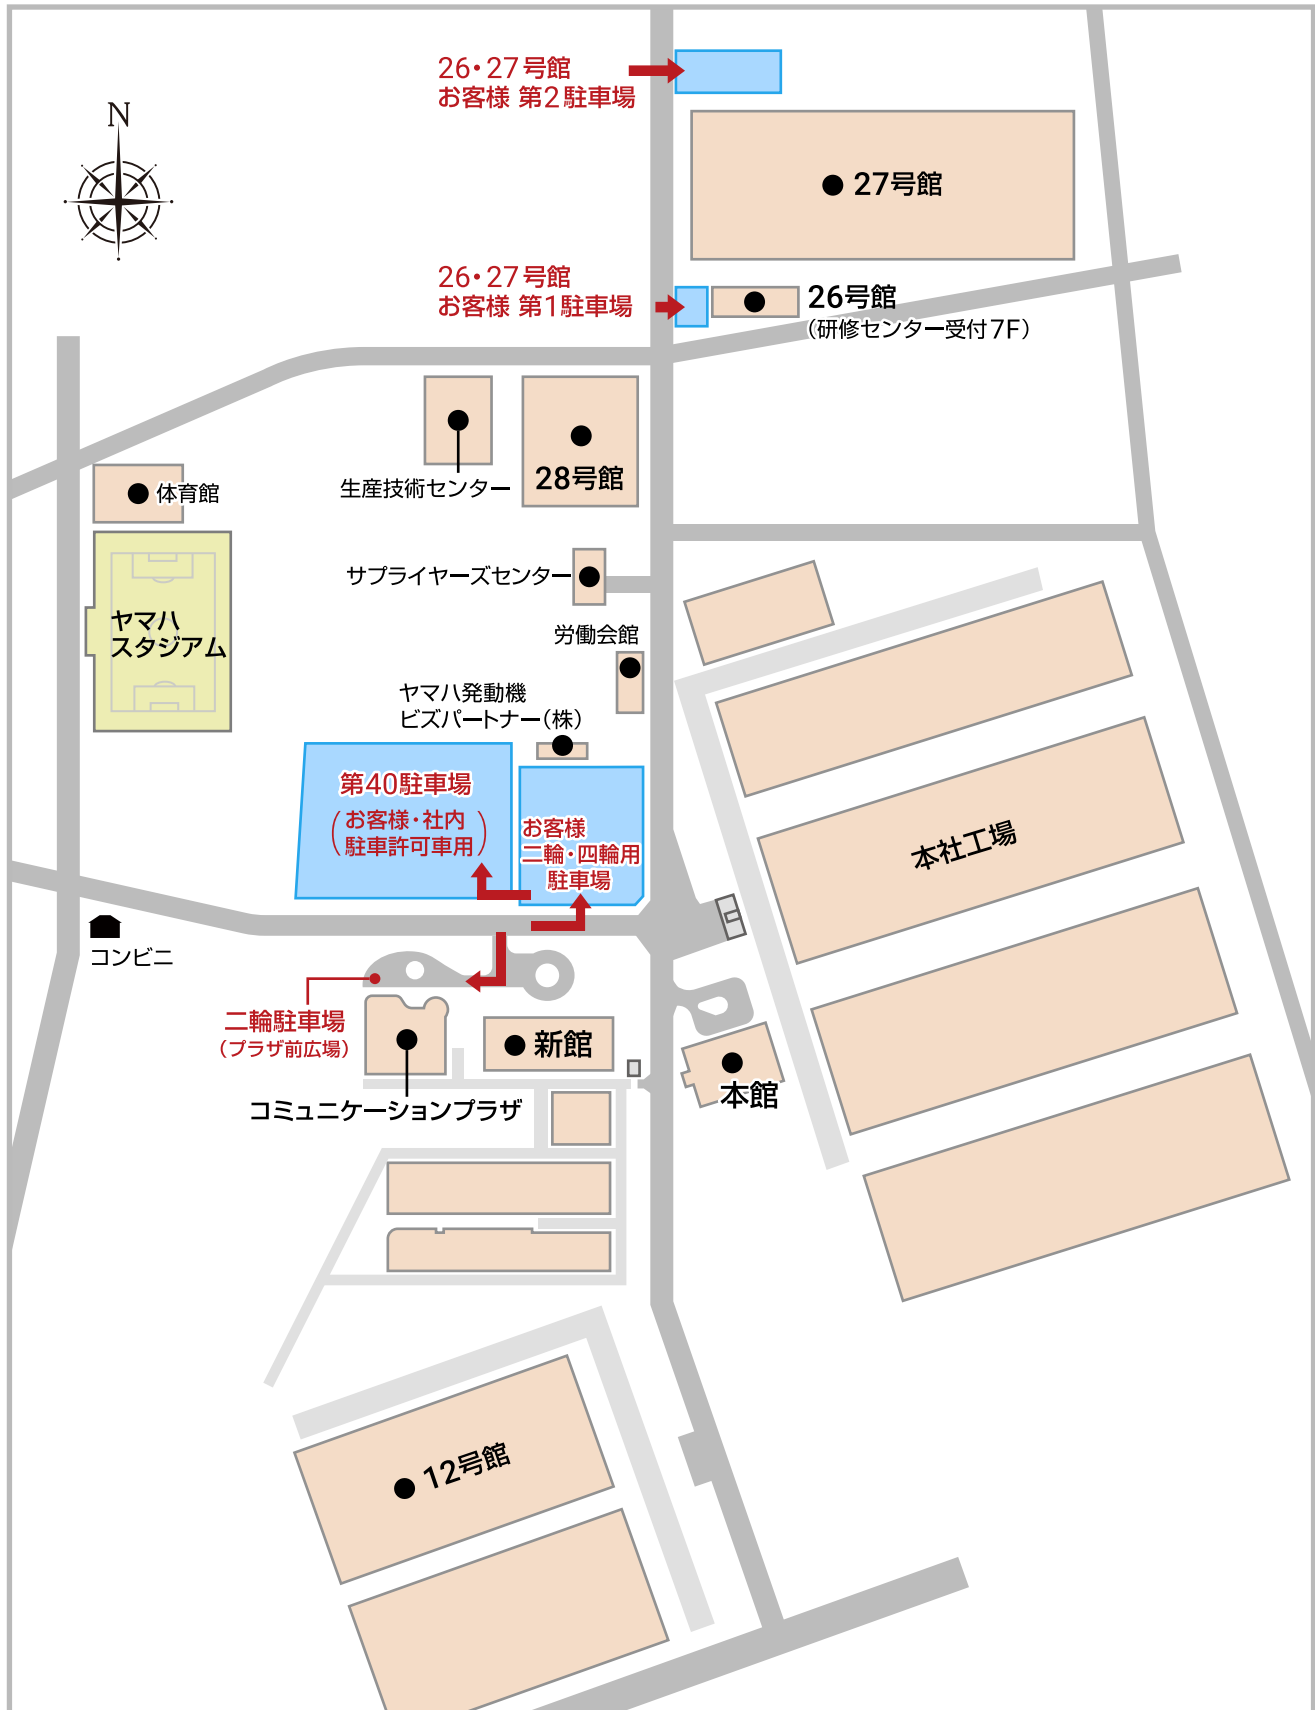 26・27号館
お客様 第2駐車場
N
27号館
26・27号館
お客様 第1駐車場
26号館
(研修センター受付7F)
生産技術センター
28号館
体育館
サプライヤーズセンター
ヤマハ
スタジアム
労働会館
ヤマハ発動機
ビズパートナー(株)
第40駐車場
(お客様・社内
駐車許可車用)
お客様
二輪・四輪用
駐車場
本社工場
コンビニ
二輪駐車場
(プラザ前広場)
新館
本館
コミュニケーションプラザ
12号館